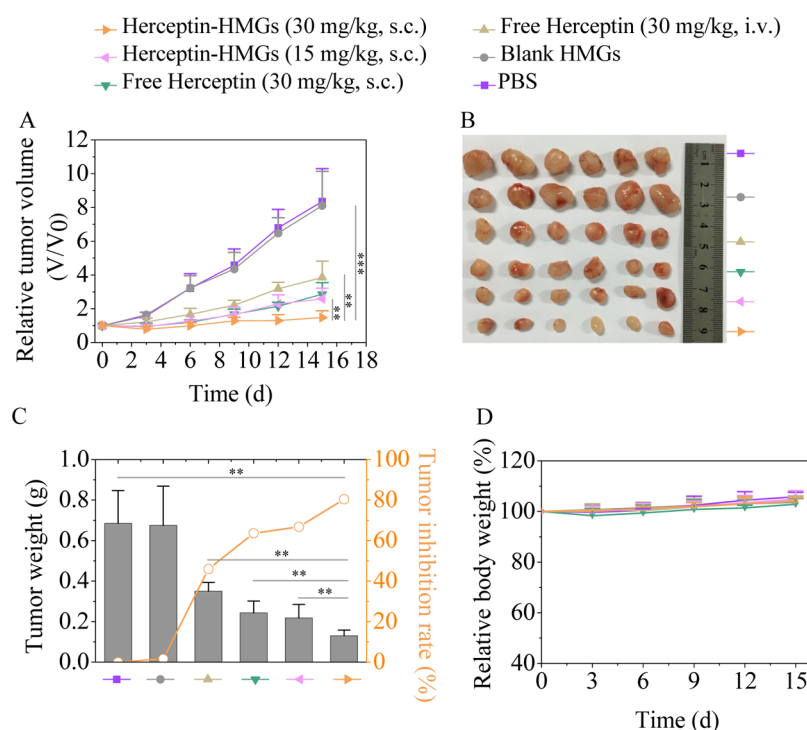 Herceptin-HMGs (30 mg/kg, s.c.)
Herceptin-HMGs (15 mg/kg, s.c.)
Free Herceptin (30 mg/kg, s.c.)
Free Herceptin (30 mg/kg, i.v.)
Blank HMGs
PBS
A
Relative tumor volume
(V/V0)
12
10
8
6
4
2
0
***
**
**
0 2 4 6 8 10 12 14 16 18
Time (d)
B
1 cm
2
3
4
5
6
7
8
9
C
Tumor weight (g)
1.0
0.8
0.6
0.4
0.2
0.0
**
**
**
**
100
80
60
40
20
0
Tumor inhibition rate (%)
D
Relative body weight (%)
120
100
80
60
40
0 3 6 9 12 15
Time (d)